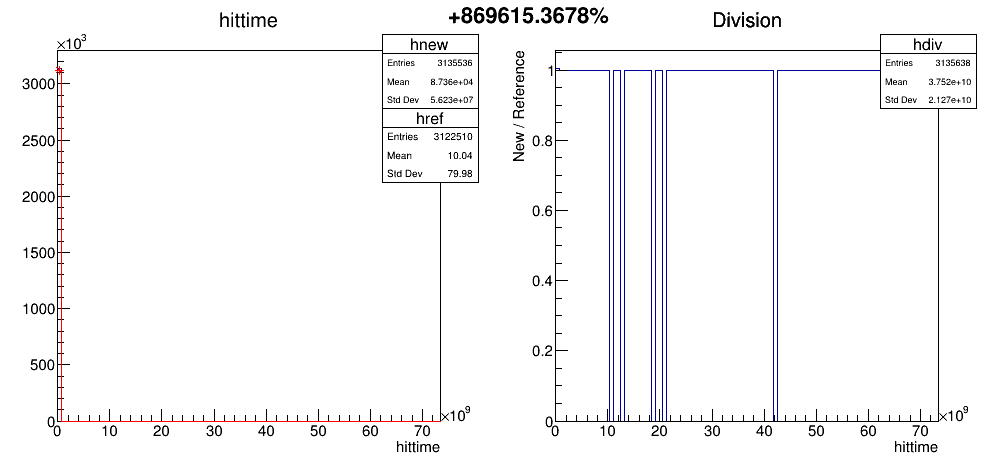 +869615.3678%
hittime
×10³
hnew
Entries 3135536
Mean 8.736e+04
Std Dev 5.623e+07
href
Entries 3122510
Mean 10.04
Std Dev 79.98
3000
2500
2000
1500
1000
500
0
0 10 20 30 40 50 60 70
×10⁹
hittime
Division
hdiv
Entries 3135638
Mean 3.752e+10
Std Dev 2.127e+10
New / Reference
1
0.8
0.6
0.4
0.2
0
0 10 20 30 40 50 60 70
×10⁹
hittime